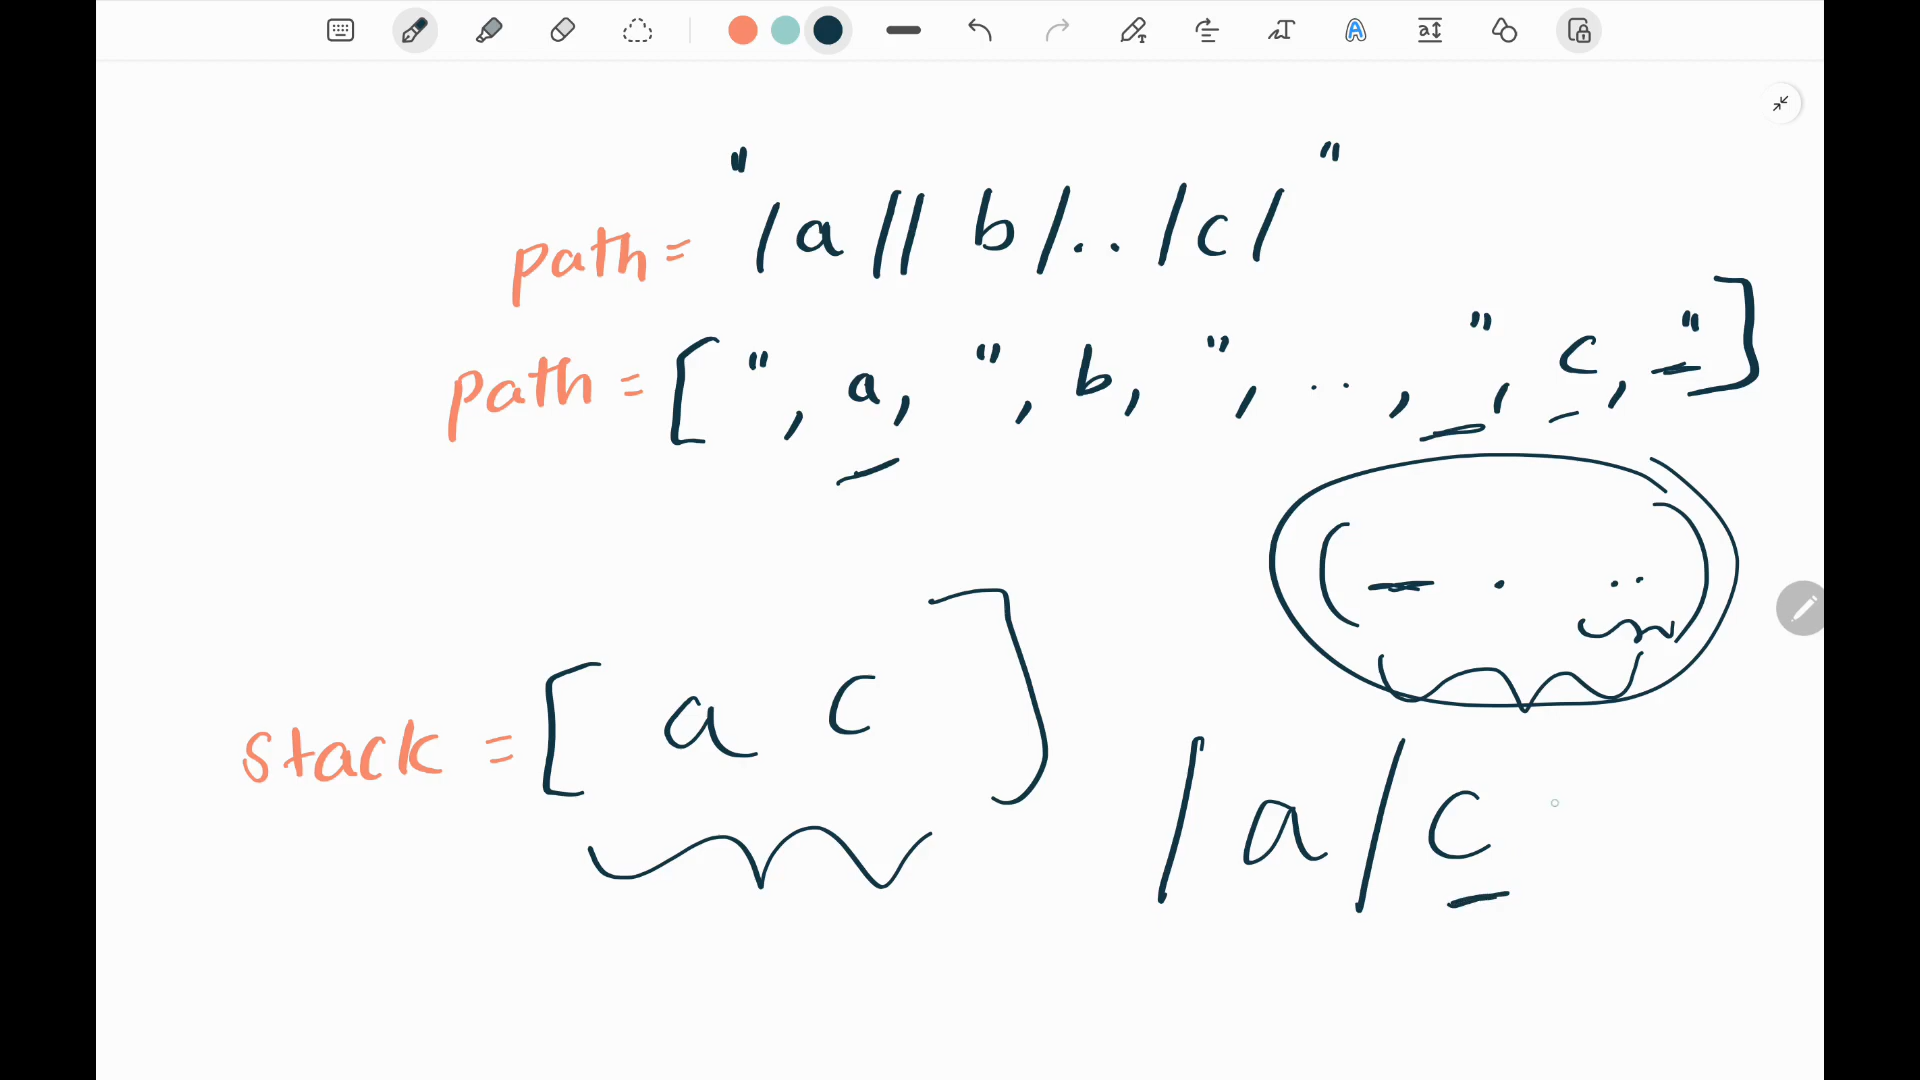 path = "/a// b/../c/"
path = [", a, ", b, ", .., ", c, "]
( - . .. )
stack = [a c]
/a/c